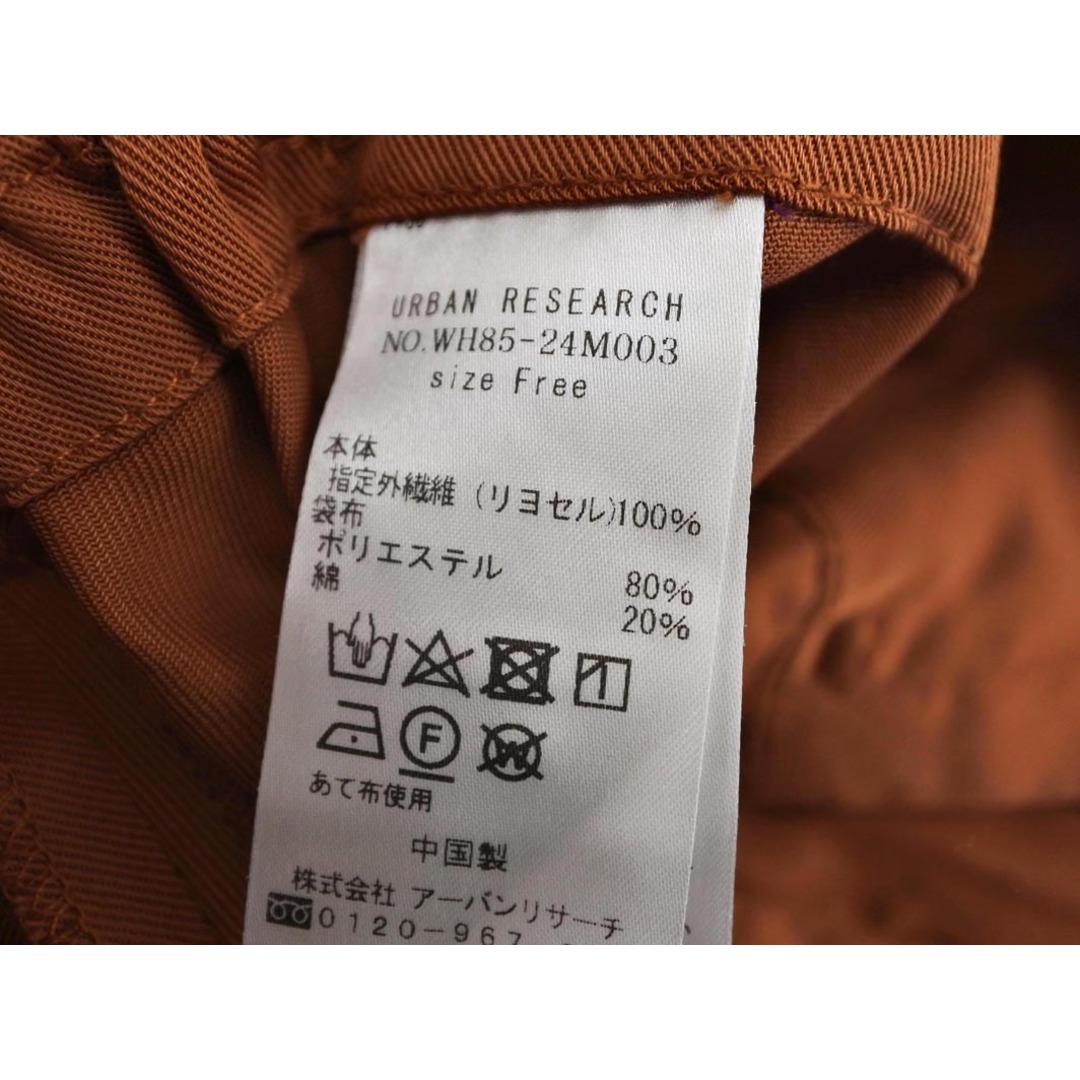 URBAN RESEARCH
NO.WH85-24M003
size Free
本体
指定外繊維 (リヨセル)100%
袋布
ポリエステル 80%
綿 20%
F
W
あて布使用
中国製
株式会社 アーバンリサーチ
0120-967